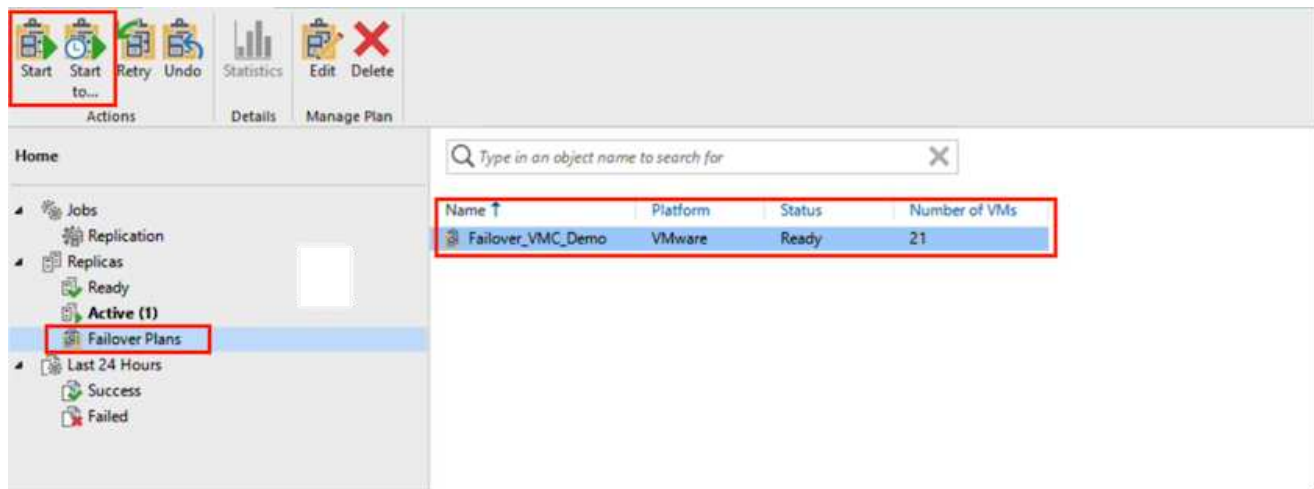 Start Start to... Retry Undo Statistics Edit Delete
Actions Details Manage Plan
Home
Jobs
Replication
Replicas
Ready
Active (1)
Failover Plans
Last 24 Hours
Success
Failed
Type in an object name to search for
Name Platform Status Number of VMs
Failover_VMC_Demo VMware Ready 21